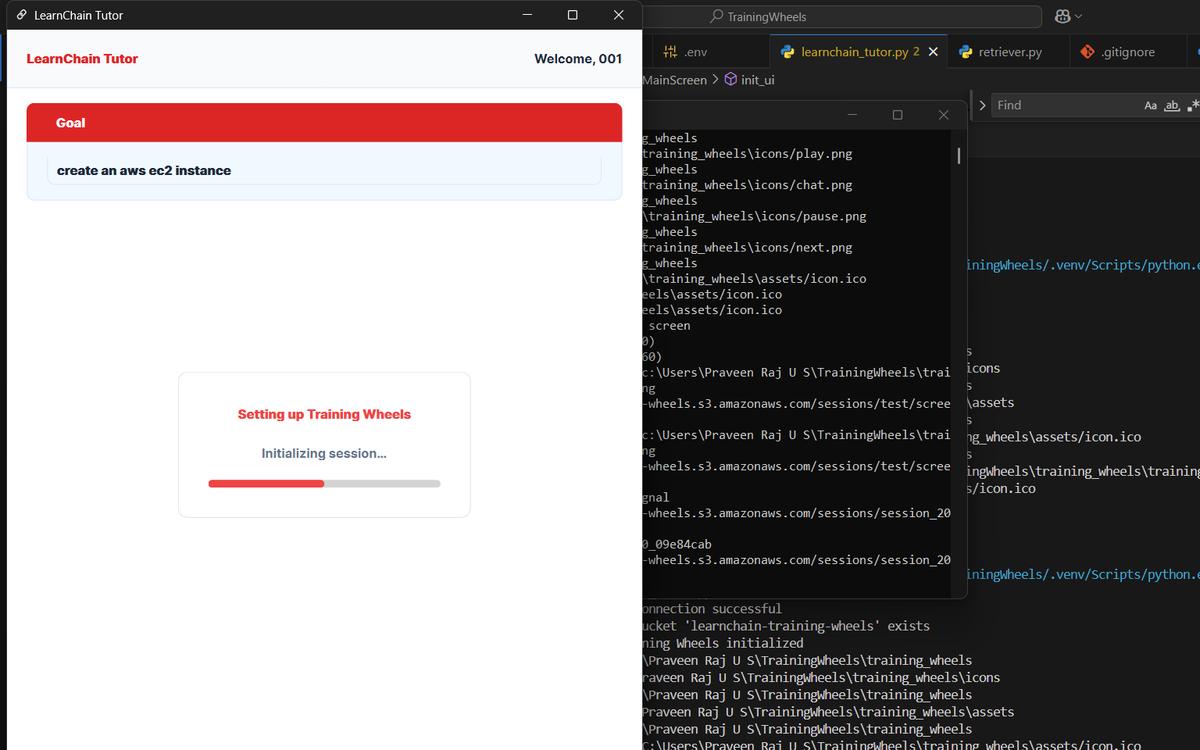 LearnChain Tutor
LearnChain Tutor
Welcome, 001
Goal
create an aws ec2 instance
Setting up Training Wheels
Initializing session...
TrainingWheels
.env
learnchain_tutor.py 2
retriever.py
.gitignore
MainScreen > init_ui
Find
Aa
ab
g_wheels
training_wheels\icons/play.png
g_wheels
training_wheels\icons/chat.png
g_wheels
\training_wheels\icons/pause.png
g_wheels
training_wheels\icons/next.png
g_wheels
\training_wheels\assets/icon.ico
eels\assets/icon.ico
eels\assets/icon.ico
screen
0)
60)
c:\Users\Praveen Raj U S\TrainingWheels\trai
ng
-wheels.s3.amazonaws.com/sessions/test/scree
c:\Users\Praveen Raj U S\TrainingWheels\trai
ng
-wheels.s3.amazonaws.com/sessions/test/scree
gnal
-wheels.s3.amazonaws.com/sessions/session_20
0_09e84cab
-wheels.s3.amazonaws.com/sessions/session_20
iningWheels/.venv/Scripts/python.e
s
icons
s
\assets
s
ng_wheels\assets/icon.ico
s
ingWheels\training_wheels\training
s/icon.ico
iningWheels/.venv/Scripts/python.e
onnection successful
ucket 'learnchain-training-wheels' exists
ning Wheels initialized
\Praveen Raj U S\TrainingWheels\training_wheels
raveen Raj U S\TrainingWheels\training_wheels\icons
\Praveen Raj U S\TrainingWheels\training_wheels
Praveen Raj U S\TrainingWheels\training_wheels\assets
\Praveen Raj U S\TrainingWheels\training_wheels
C:\Users\Praveen Raj U S\TrainingWheels\training_wheels\assets/icon.ico